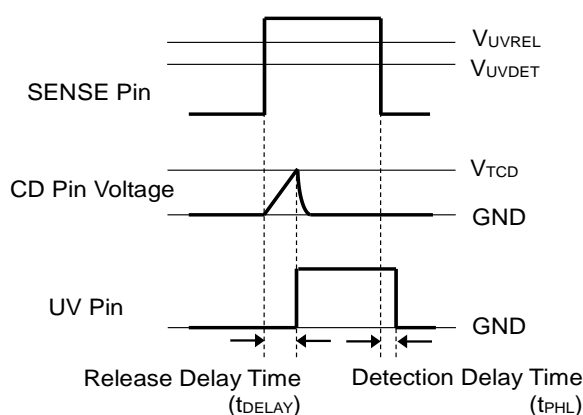 VUVREL
VUVDET
SENSE Pin
VTCD
CD Pin Voltage
GND
UV Pin
GND
Release Delay Time
(tDELAY)
Detection Delay Time
(tPHL)